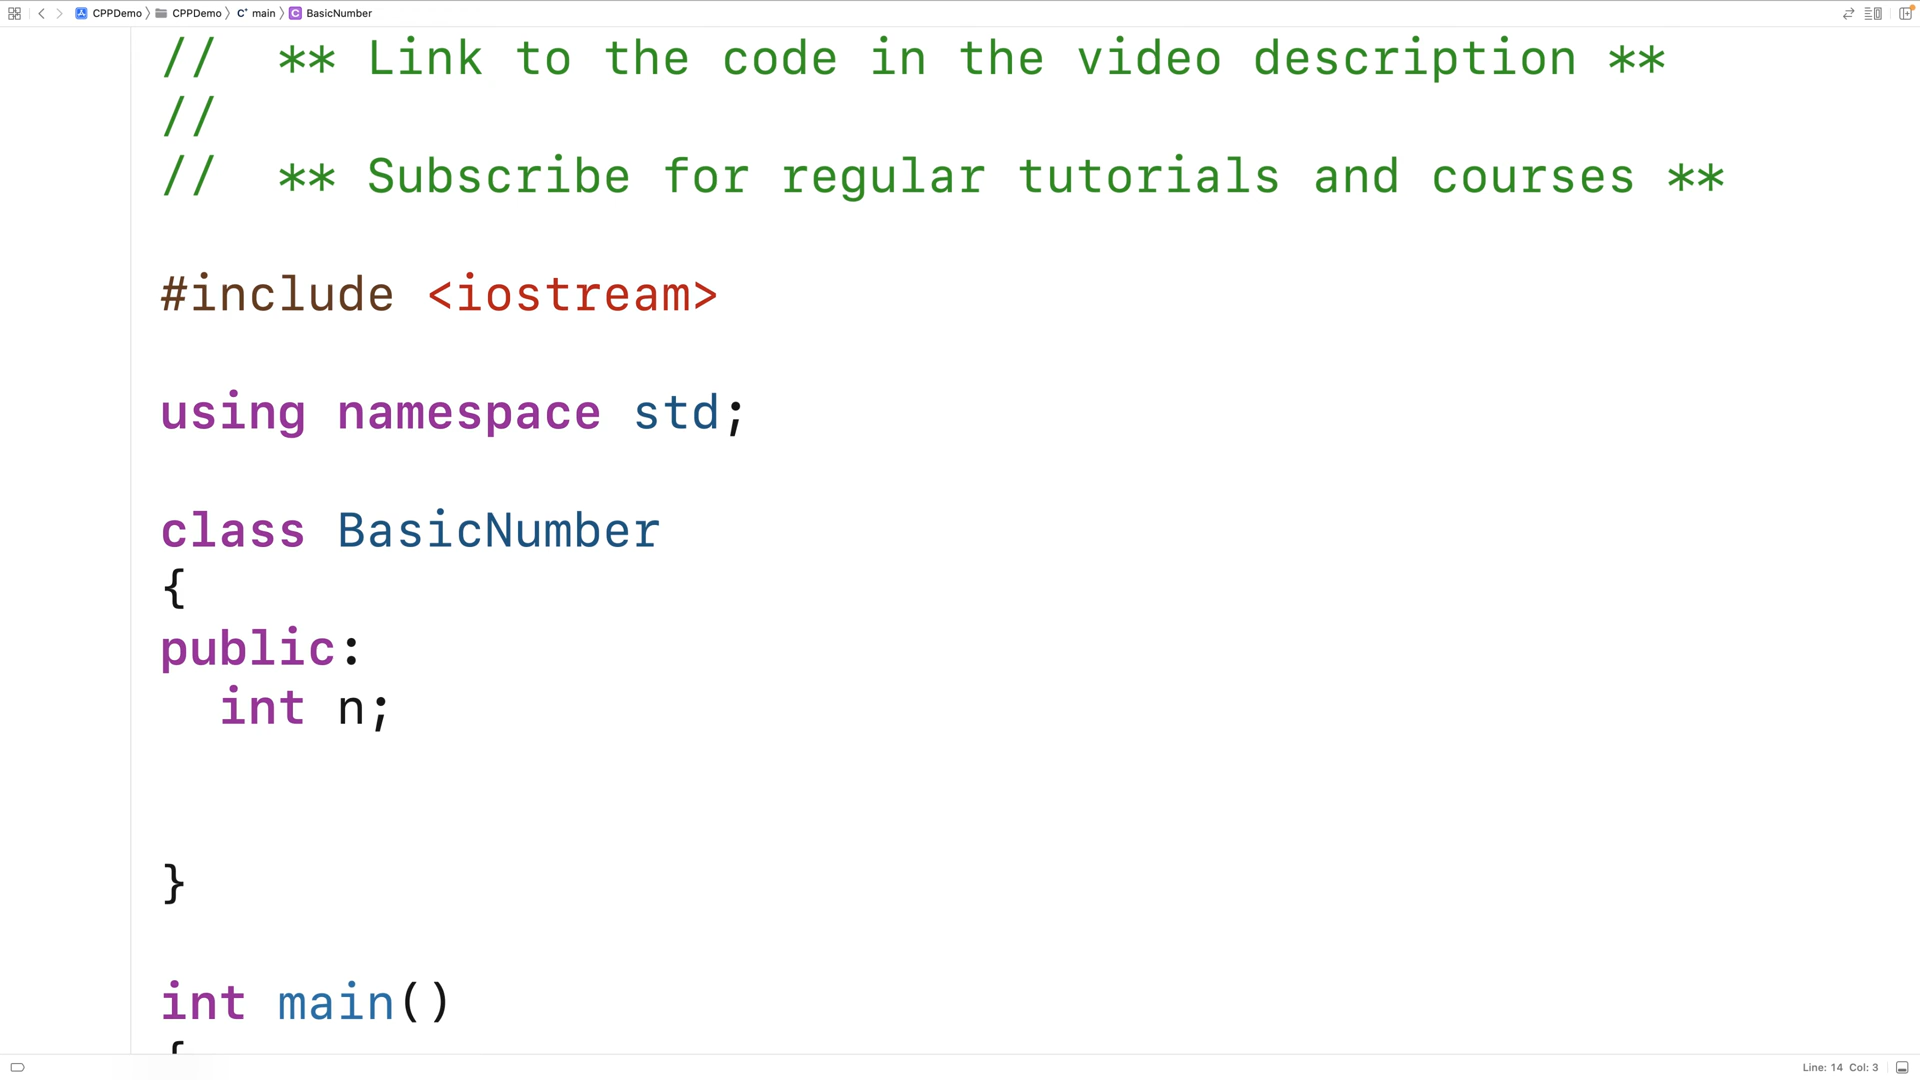 CPPDemo 〉 CPPDemo 〉 C⁺ main 〉 C BasicNumber
//  ** Link to the code in the video description **
//
//  ** Subscribe for regular tutorials and courses **
#include <iostream>
using namespace std;
class BasicNumber
{
public:
  int n;
}
int main()
{
Line: 14 Col: 3